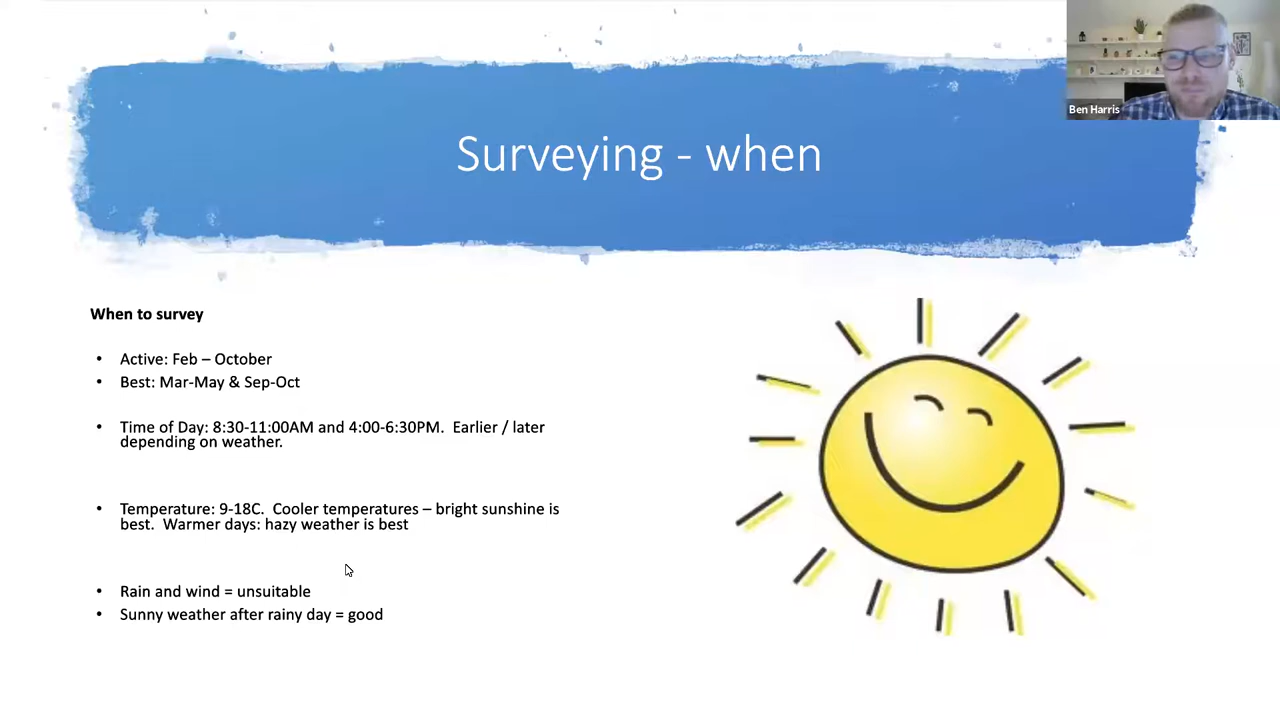 Ben Harris
Surveying - when
When to survey
• Active: Feb – October
• Best: Mar-May & Sep-Oct
• Time of Day: 8:30-11:00AM and 4:00-6:30PM.  Earlier / later
depending on weather.
• Temperature: 9-18C.  Cooler temperatures – bright sunshine is
best.  Warmer days: hazy weather is best
• Rain and wind = unsuitable
• Sunny weather after rainy day = good